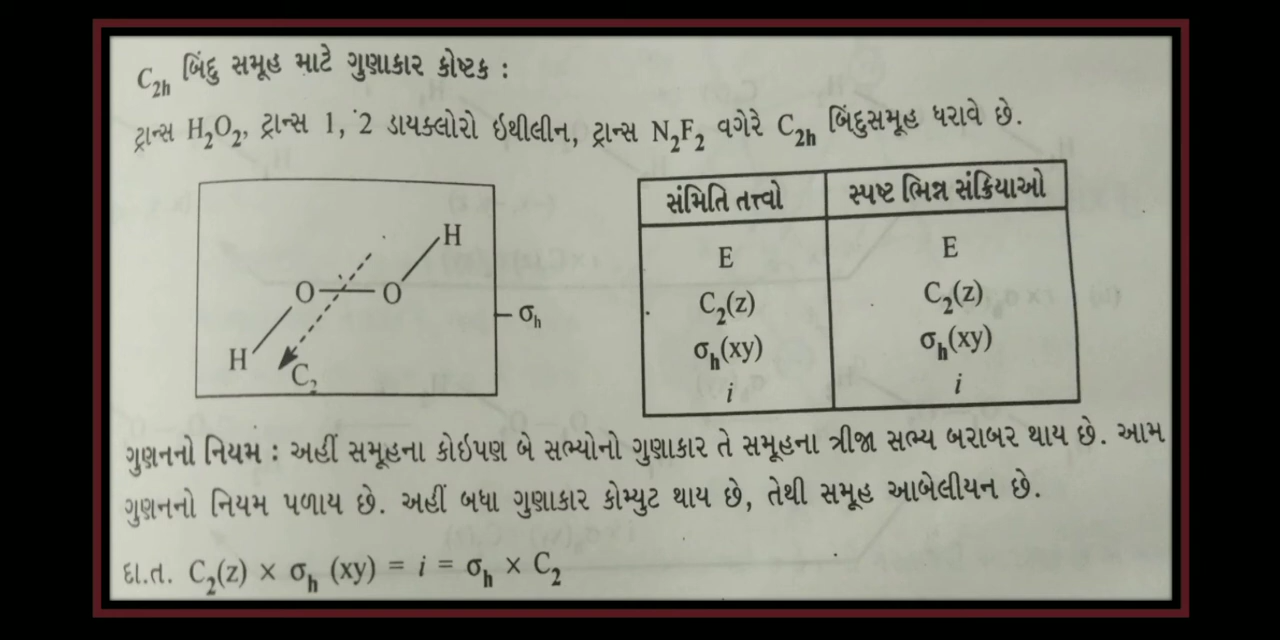 C₂ₕ બિંદુ સમૂહ માટે ગુણાકાર કોષ્ટક :
ટ્રાન્સ H₂O₂, ટ્રાન્સ 1, 2 ડાયક્લોરો ઇથીલીન, ટ્રાન્સ N₂F₂ વગેરે C₂ₕ બિંદુસમૂહ ધરાવે છે.
H
O O
H
C₂
σₕ
સંમિતિ તત્ત્વો સ્પષ્ટ ભિન્ન સંક્રિયાઓ
E E
C₂(z) C₂(z)
σₕ(xy) σₕ(xy)
i i
ગુણનનો નિયમ : અહીં સમૂહના કોઇપણ બે સભ્યોનો ગુણાકાર તે સમૂહના ત્રીજા સભ્ય બરાબર થાય છે. આમ
ગુણનનો નિયમ પળાય છે. અહીં બધા ગુણાકાર કોમ્યુટ થાય છે, તેથી સમૂહ આબેલીયન છે.
દા.ત. C₂(z) × σₕ (xy) = i = σₕ × C₂